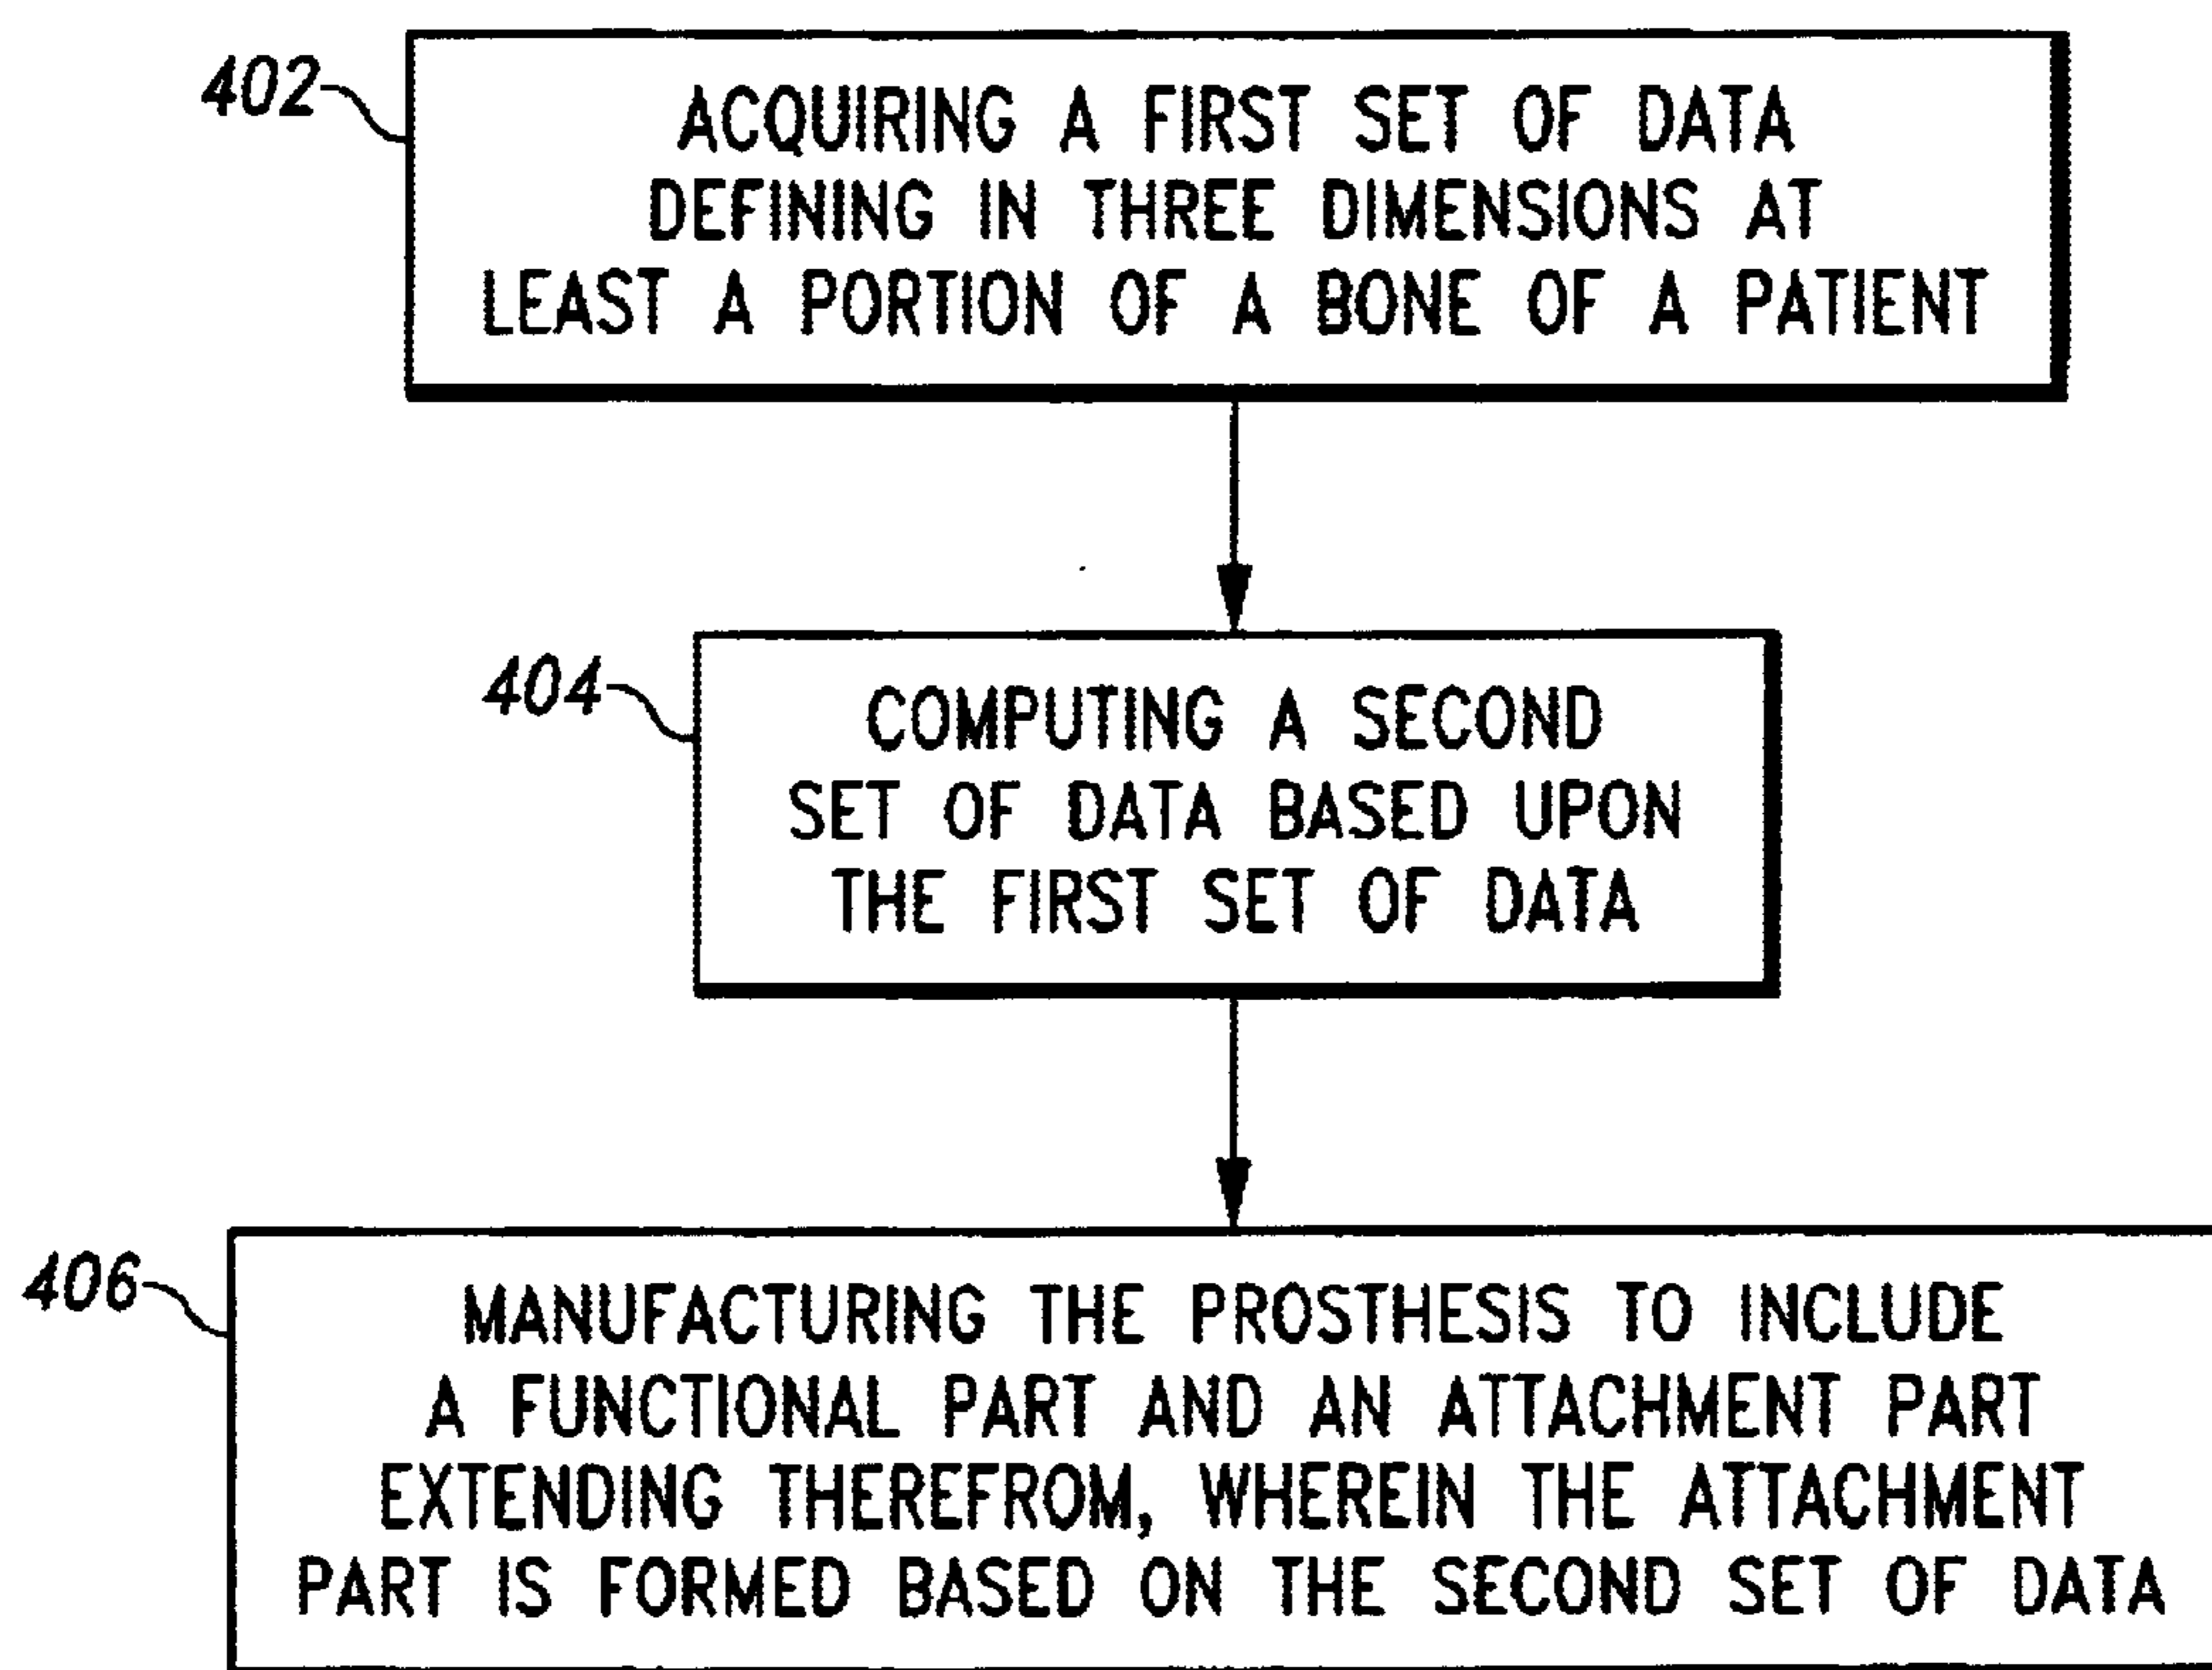 402
ACQUIRING A FIRST SET OF DATA
DEFINING IN THREE DIMENSIONS AT
LEAST A PORTION OF A BONE OF A PATIENT
404
COMPUTING A SECOND
SET OF DATA BASED UPON
THE FIRST SET OF DATA
406
MANUFACTURING THE PROSTHESIS TO INCLUDE
A FUNCTIONAL PART AND AN ATTACHMENT PART
EXTENDING THEREFROM, WHEREIN THE ATTACHMENT
PART IS FORMED BASED ON THE SECOND SET OF DATA